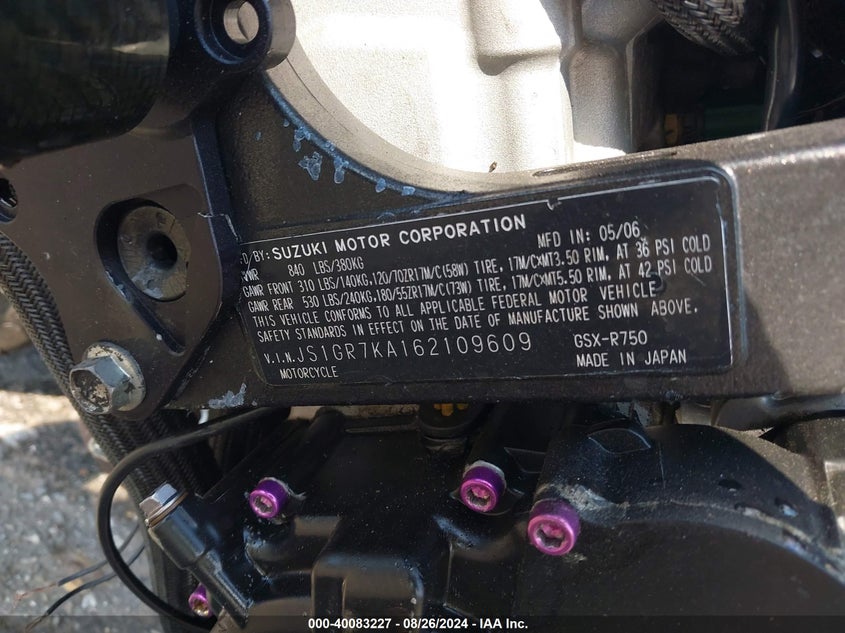 D BY: SUZUKI MOTOR CORPORATION MFD IN: 05/06
WR 840 LBS/380KG
GAWR FRONT 310 LBS/140KG,120/70ZR17M/C(58W) TIRE, 17M/CxMT3.50 RIM, AT 36 PSI COLD
GAWR REAR 530 LBS/240KG,180/55ZR17M/C(73W) TIRE, 17M/CxMT5.50 RIM, AT 42 PSI COLD
THIS VEHICLE CONFORMS TO ALL APPLICABLE FEDERAL MOTOR VEHICLE
SAFETY STANDARDS IN EFFECT ON THE DATE OF MANUFACTURE SHOWN ABOVE.
V.I.N. JS1GR7KA162109609 GSX-R750
MOTORCYCLE MADE IN JAPAN
000-40083227 - 08/26/2024 - IAA Inc.